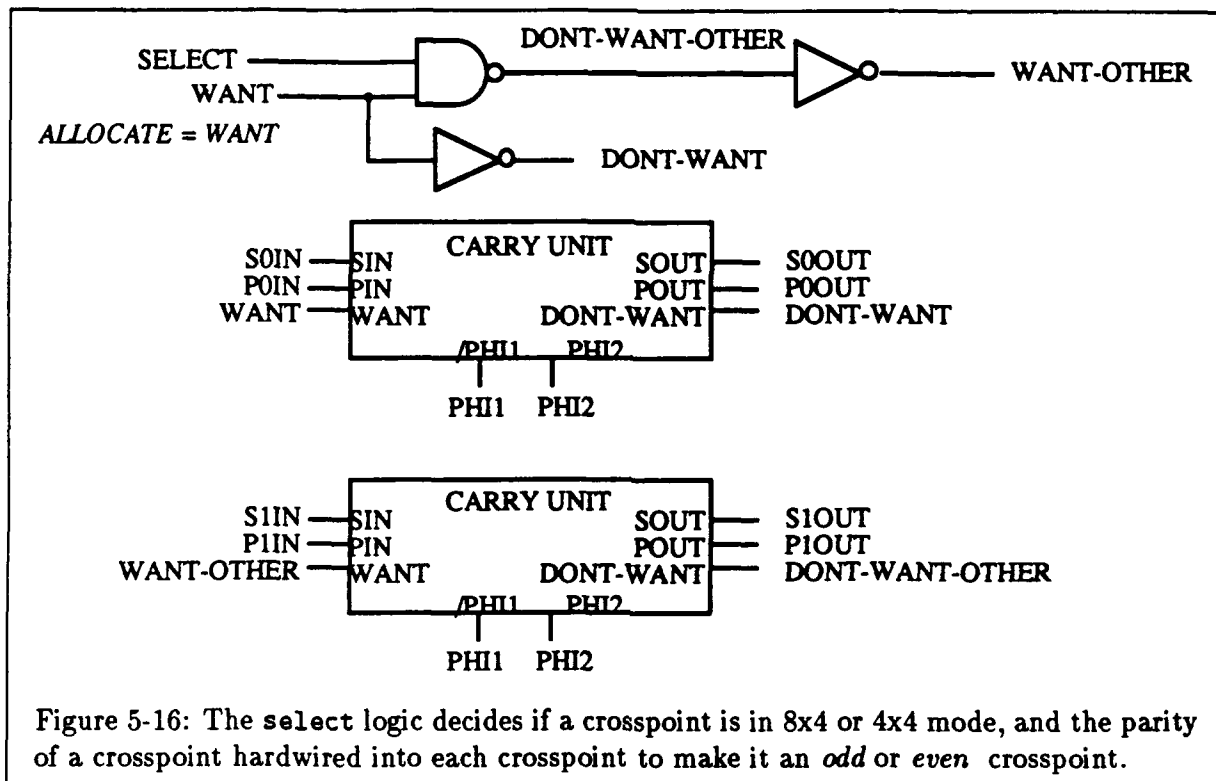 DONT-WANT-OTHER
SELECT
WANT-OTHER
WANT
ALLOCATE = WANT
DONT-WANT
CARRY UNIT
S0IN SIN SOUT S0OUT
P0IN PIN POUT P0OUT
WANT WANT DONT-WANT DONT-WANT
/PHI1 PHI2
PHI1 PHI2
CARRY UNIT
S1IN SIN SOUT S1OUT
P1IN PIN POUT P1OUT
WANT-OTHER WANT DONT-WANT DONT-WANT-OTHER
/PHI1 PHI2
PHI1 PHI2
Figure 5-16: The select logic decides if a crosspoint is in 8x4 or 4x4 mode, and the parity
of a crosspoint hardwired into each crosspoint to make it an odd or even crosspoint.